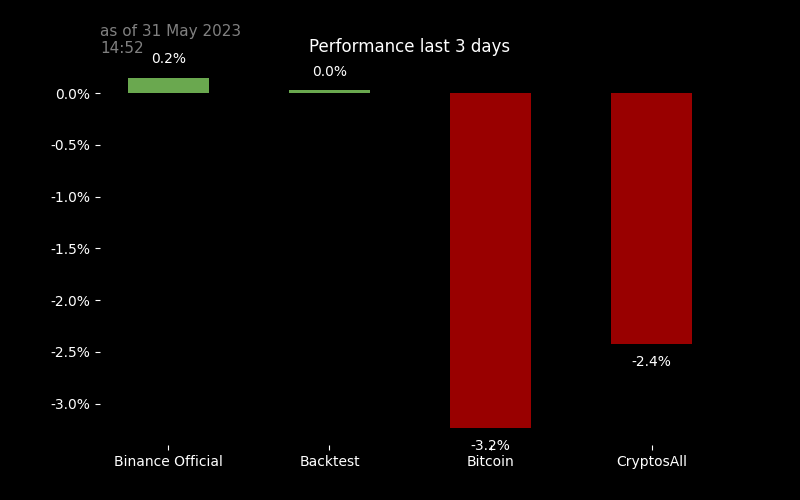 as of 31 May 2023
14:52
Performance last 3 days
0.2%
0.0%
0.0%
-0.5%
-1.0%
-1.5%
-2.0%
-2.5%
-3.0%
-2.4%
-3.2%
Binance Official
Backtest
Bitcoin
CryptosAll